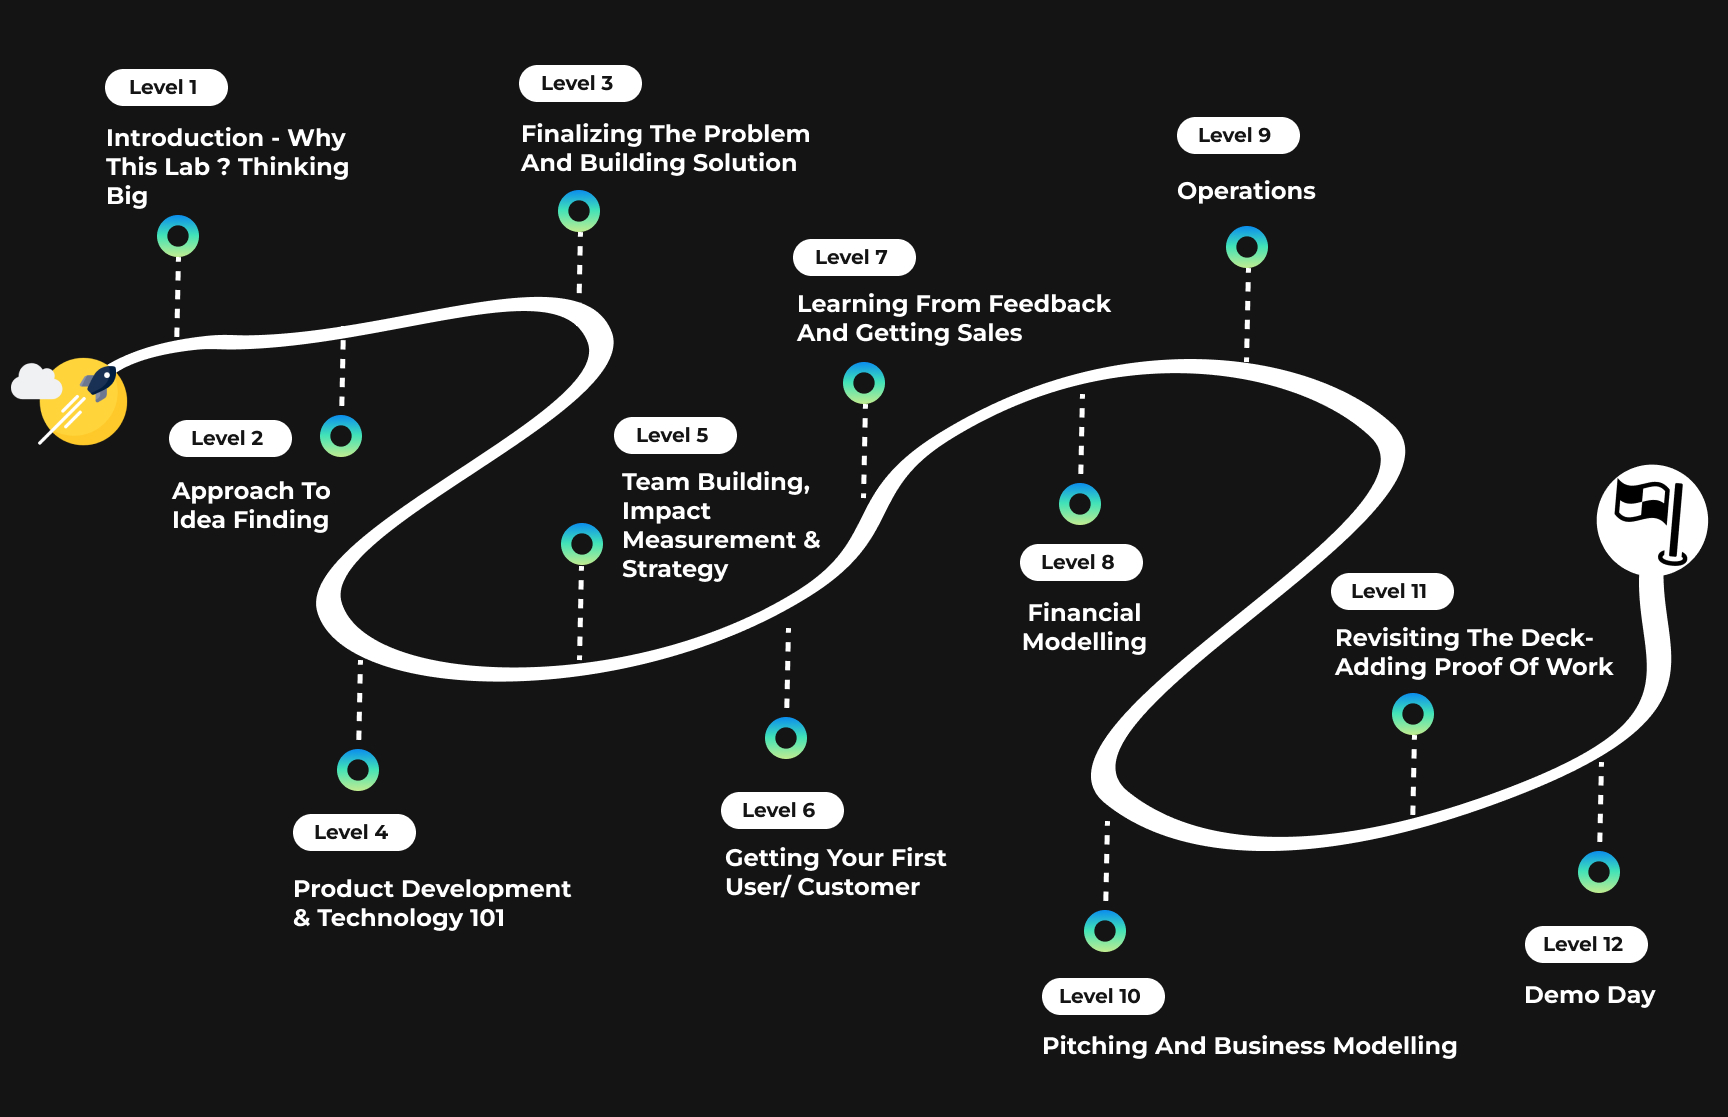 Level 1
Introduction - Why
This Lab ? Thinking
Big
Level 2
Approach To
Idea Finding
Level 3
Finalizing The Problem
And Building Solution
Level 4
Product Development
& Technology 101
Level 5
Team Building,
Impact
Measurement &
Strategy
Level 6
Getting Your First
User/ Customer
Level 7
Learning From Feedback
And Getting Sales
Level 8
Financial
Modelling
Level 9
Operations
Level 10
Pitching And Business Modelling
Level 11
Revisiting The Deck-
Adding Proof Of Work
Level 12
Demo Day